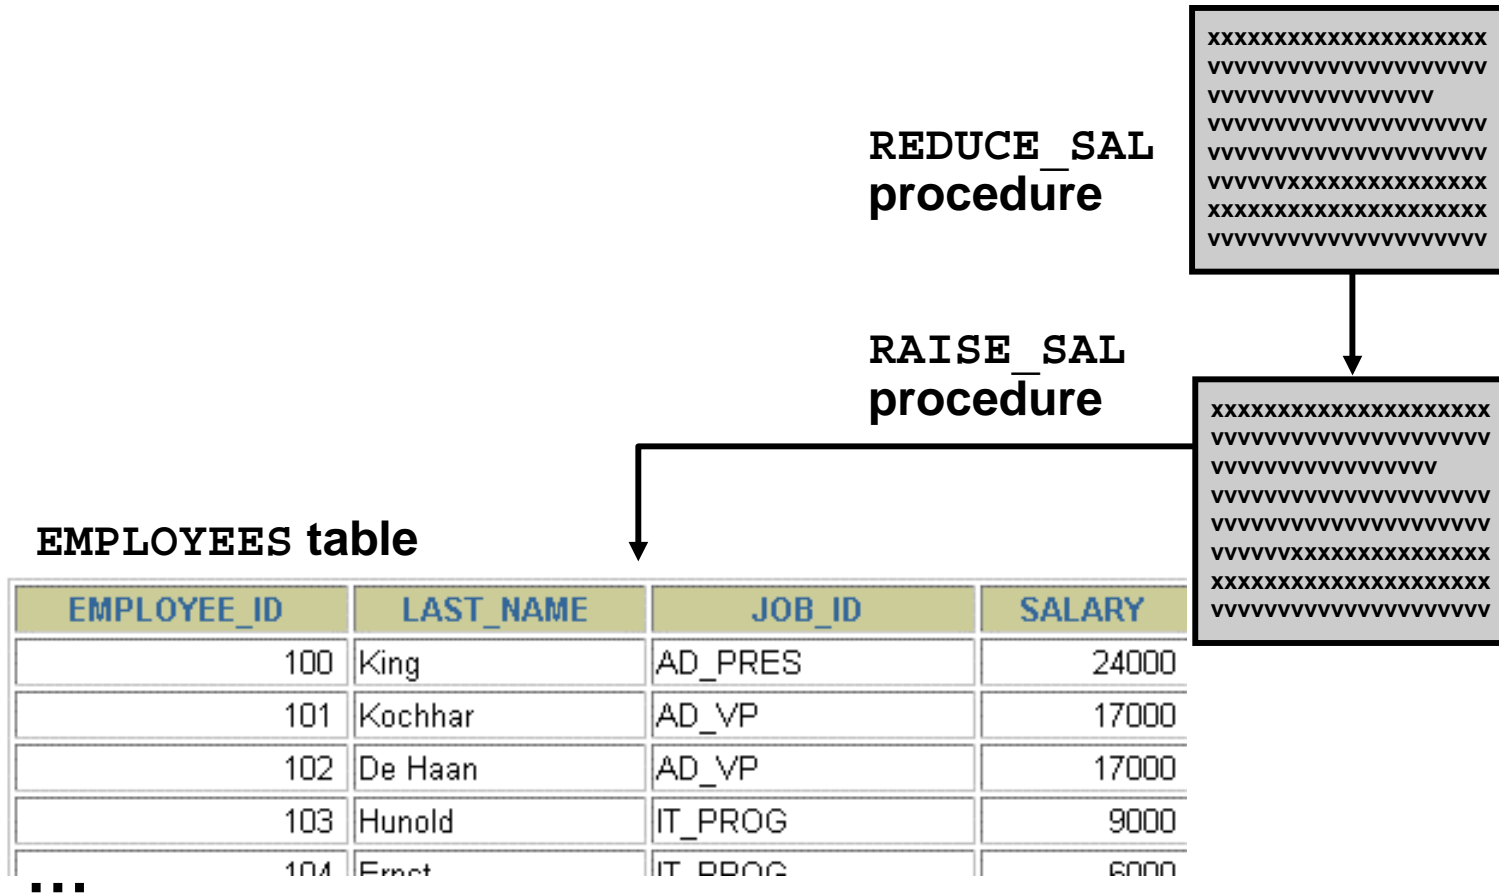 xxxxxxxxxxxxxxxxxxxxx
vvvvvvvvvvvvvvvvvvvvv
vvvvvvvvvvvvvvvvv
vvvvvvvvvvvvvvvvvvvvv
vvvvvvvvvvvvvvvvvvvvv
vvvvvvxxxxxxxxxxxxxxx
xxxxxxxxxxxxxxxxxxxxx
vvvvvvvvvvvvvvvvvvvvv
REDUCE_SAL
procedure
RAISE_SAL
procedure
xxxxxxxxxxxxxxxxxxxxx
vvvvvvvvvvvvvvvvvvvvv
vvvvvvvvvvvvvvvvv
vvvvvvvvvvvvvvvvvvvvv
vvvvvvvvvvvvvvvvvvvvv
vvvvvvxxxxxxxxxxxxxxx
xxxxxxxxxxxxxxxxxxxxx
vvvvvvvvvvvvvvvvvvvvv
EMPLOYEES table
EMPLOYEE_ID LAST_NAME JOB_ID SALARY
100 King AD_PRES 24000
101 Kochhar AD_VP 17000
102 De Haan AD_VP 17000
103 Hunold IT_PROG 9000
104 Ernst IT_PROG 6000
...